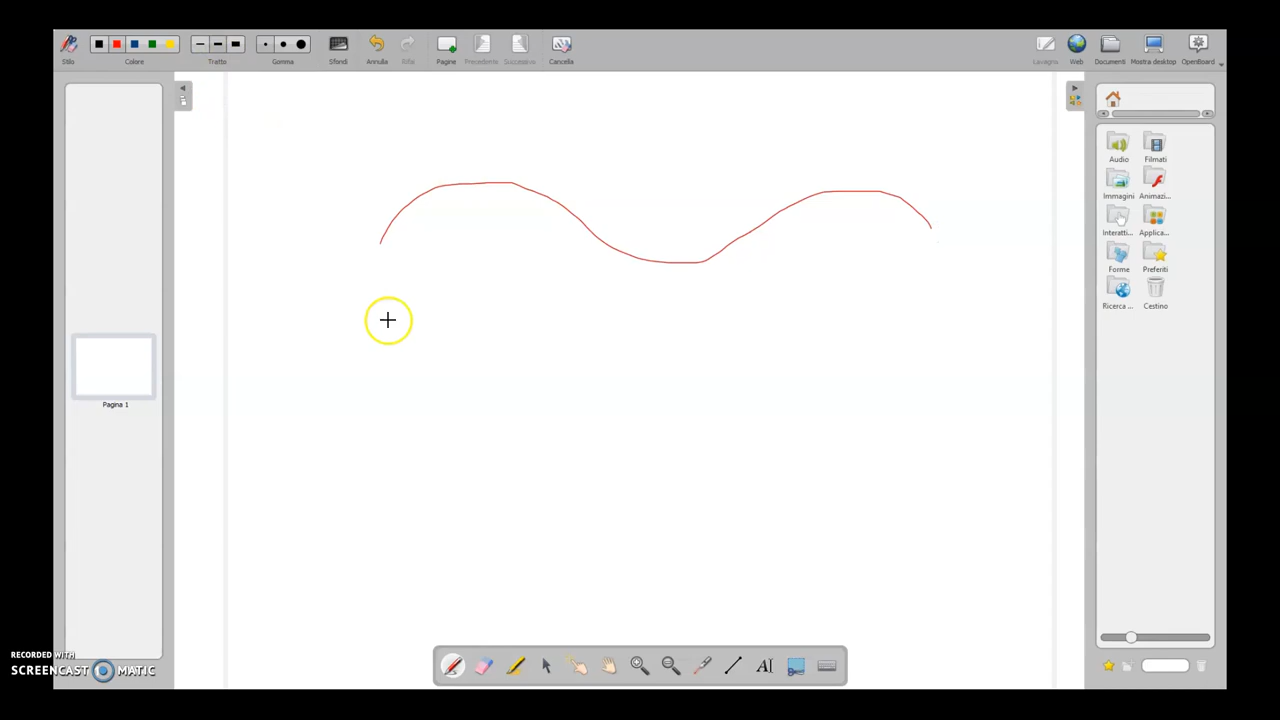 Stilo
Colore
Tratto
Gomma
Sfondi
Annulla
Rifai
Pagine
Precedente
Successiva
Cancella
Lavagna
Web
Documenti
Mostra desktop
OpenBoard
Audio
Filmati
Immagini
Animazi...
Interatti...
Applica...
Forme
Preferiti
Ricerca ...
Cestino
Pagina 1
AI
RECORDED WITH
SCREENCAST MATIC